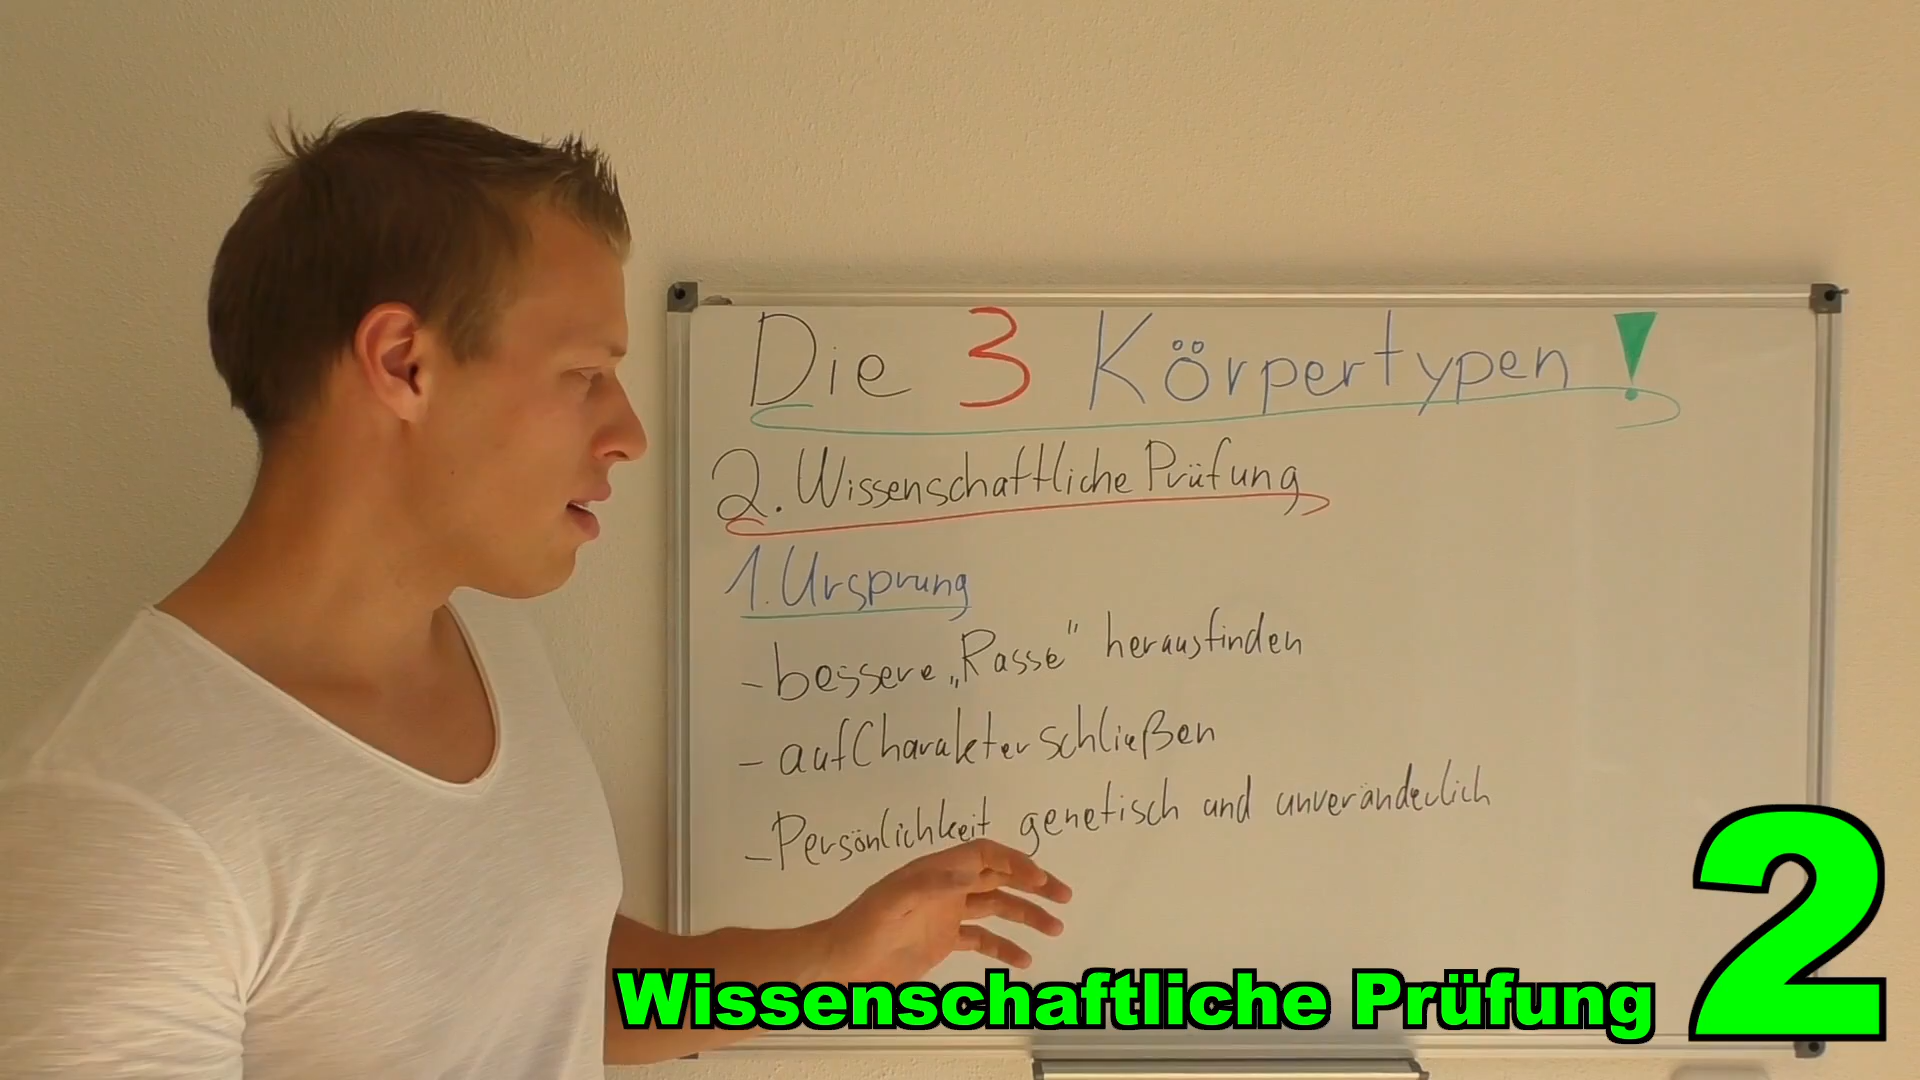 Die 3 Körpertypen!
2. Wissenschaftliche Prüfung
1. Ursprung
- bessere „Rasse" herausfinden
- auf Charakter schließen
- Persönlichkeit genetisch und unveränderlich
Wissenschaftliche Prüfung 2